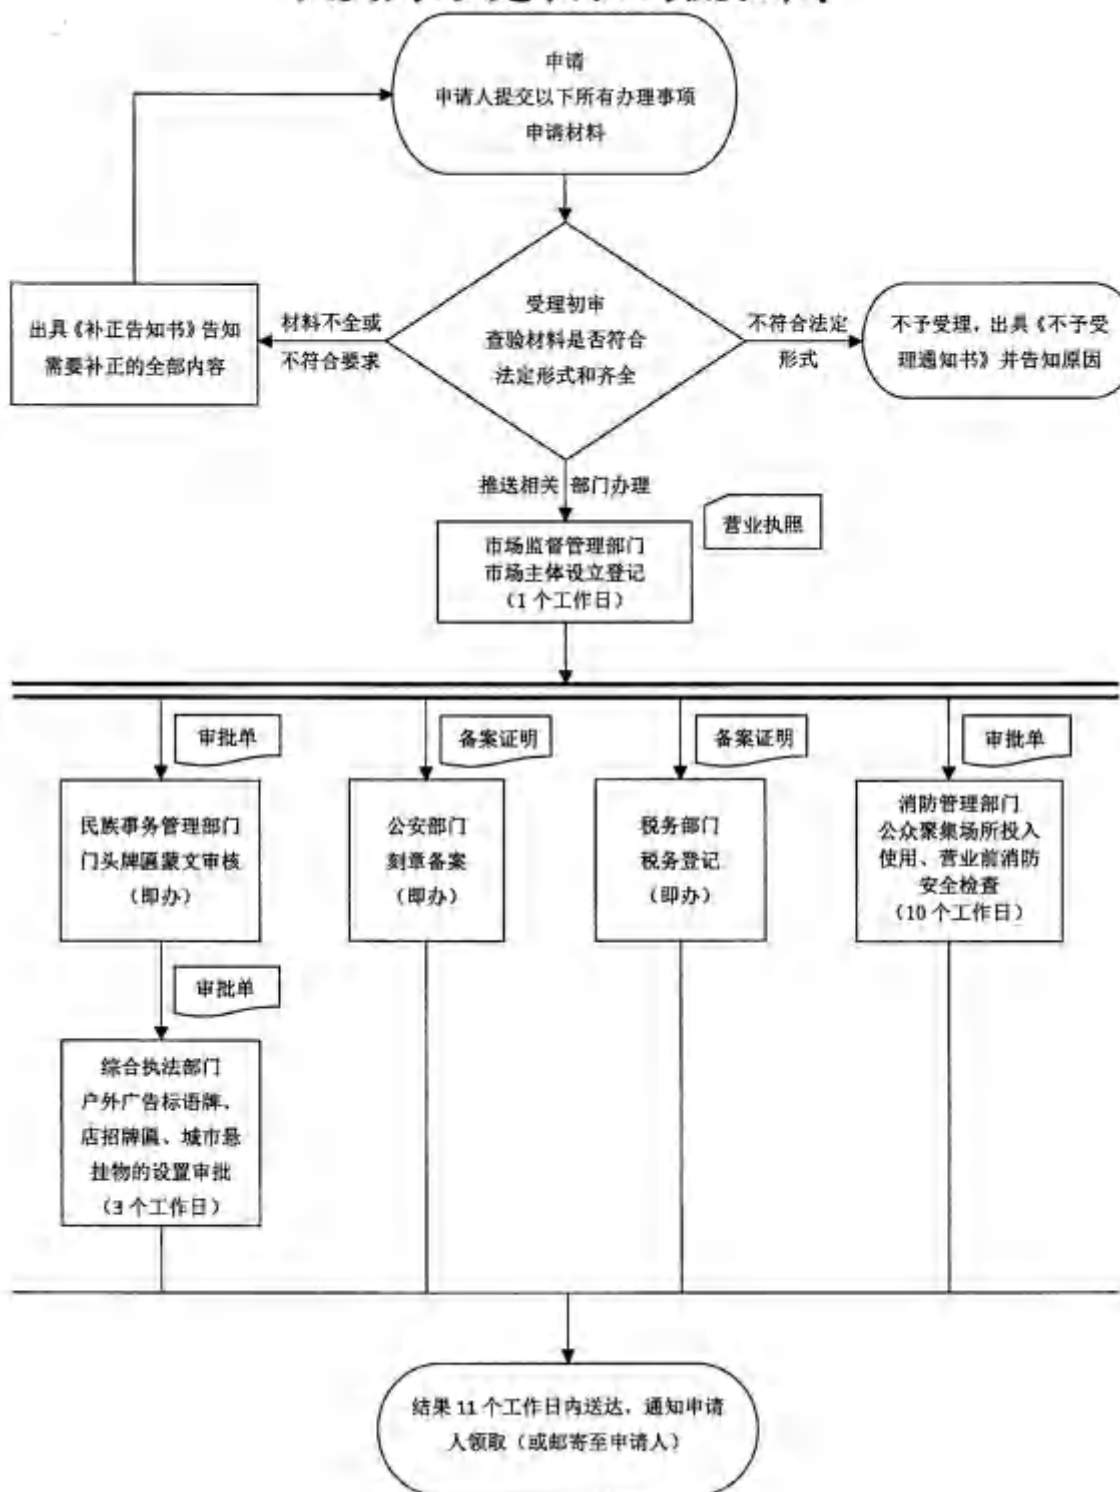 申请
申请人提交以下所有办理事项
申请材料
受理初审
查验材料是否符合
法定形式和齐全
材料不全或
不符合要求
出具《补正告知书》告知
需要补正的全部内容
不符合法定
形式
不予受理，出具《不予受
理通知书》并告知原因
推送相关 部门办理
营业执照
市场监督管理部门
市场主体设立登记
（1 个工作日）
审批单
民族事务管理部门
门头牌匾蒙文审核
（即办）
备案证明
公安部门
刻章备案
（即办）
备案证明
税务部门
税务登记
（即办）
审批单
消防管理部门
公众聚集场所投入
使用、营业前消防
安全检查
（10 个工作日）
审批单
综合执法部门
户外广告标语牌、
店招牌匾、城市悬
挂物的设置审批
（3 个工作日）
结果 11 个工作日内送达，通知申请
人领取（或邮寄至申请人）